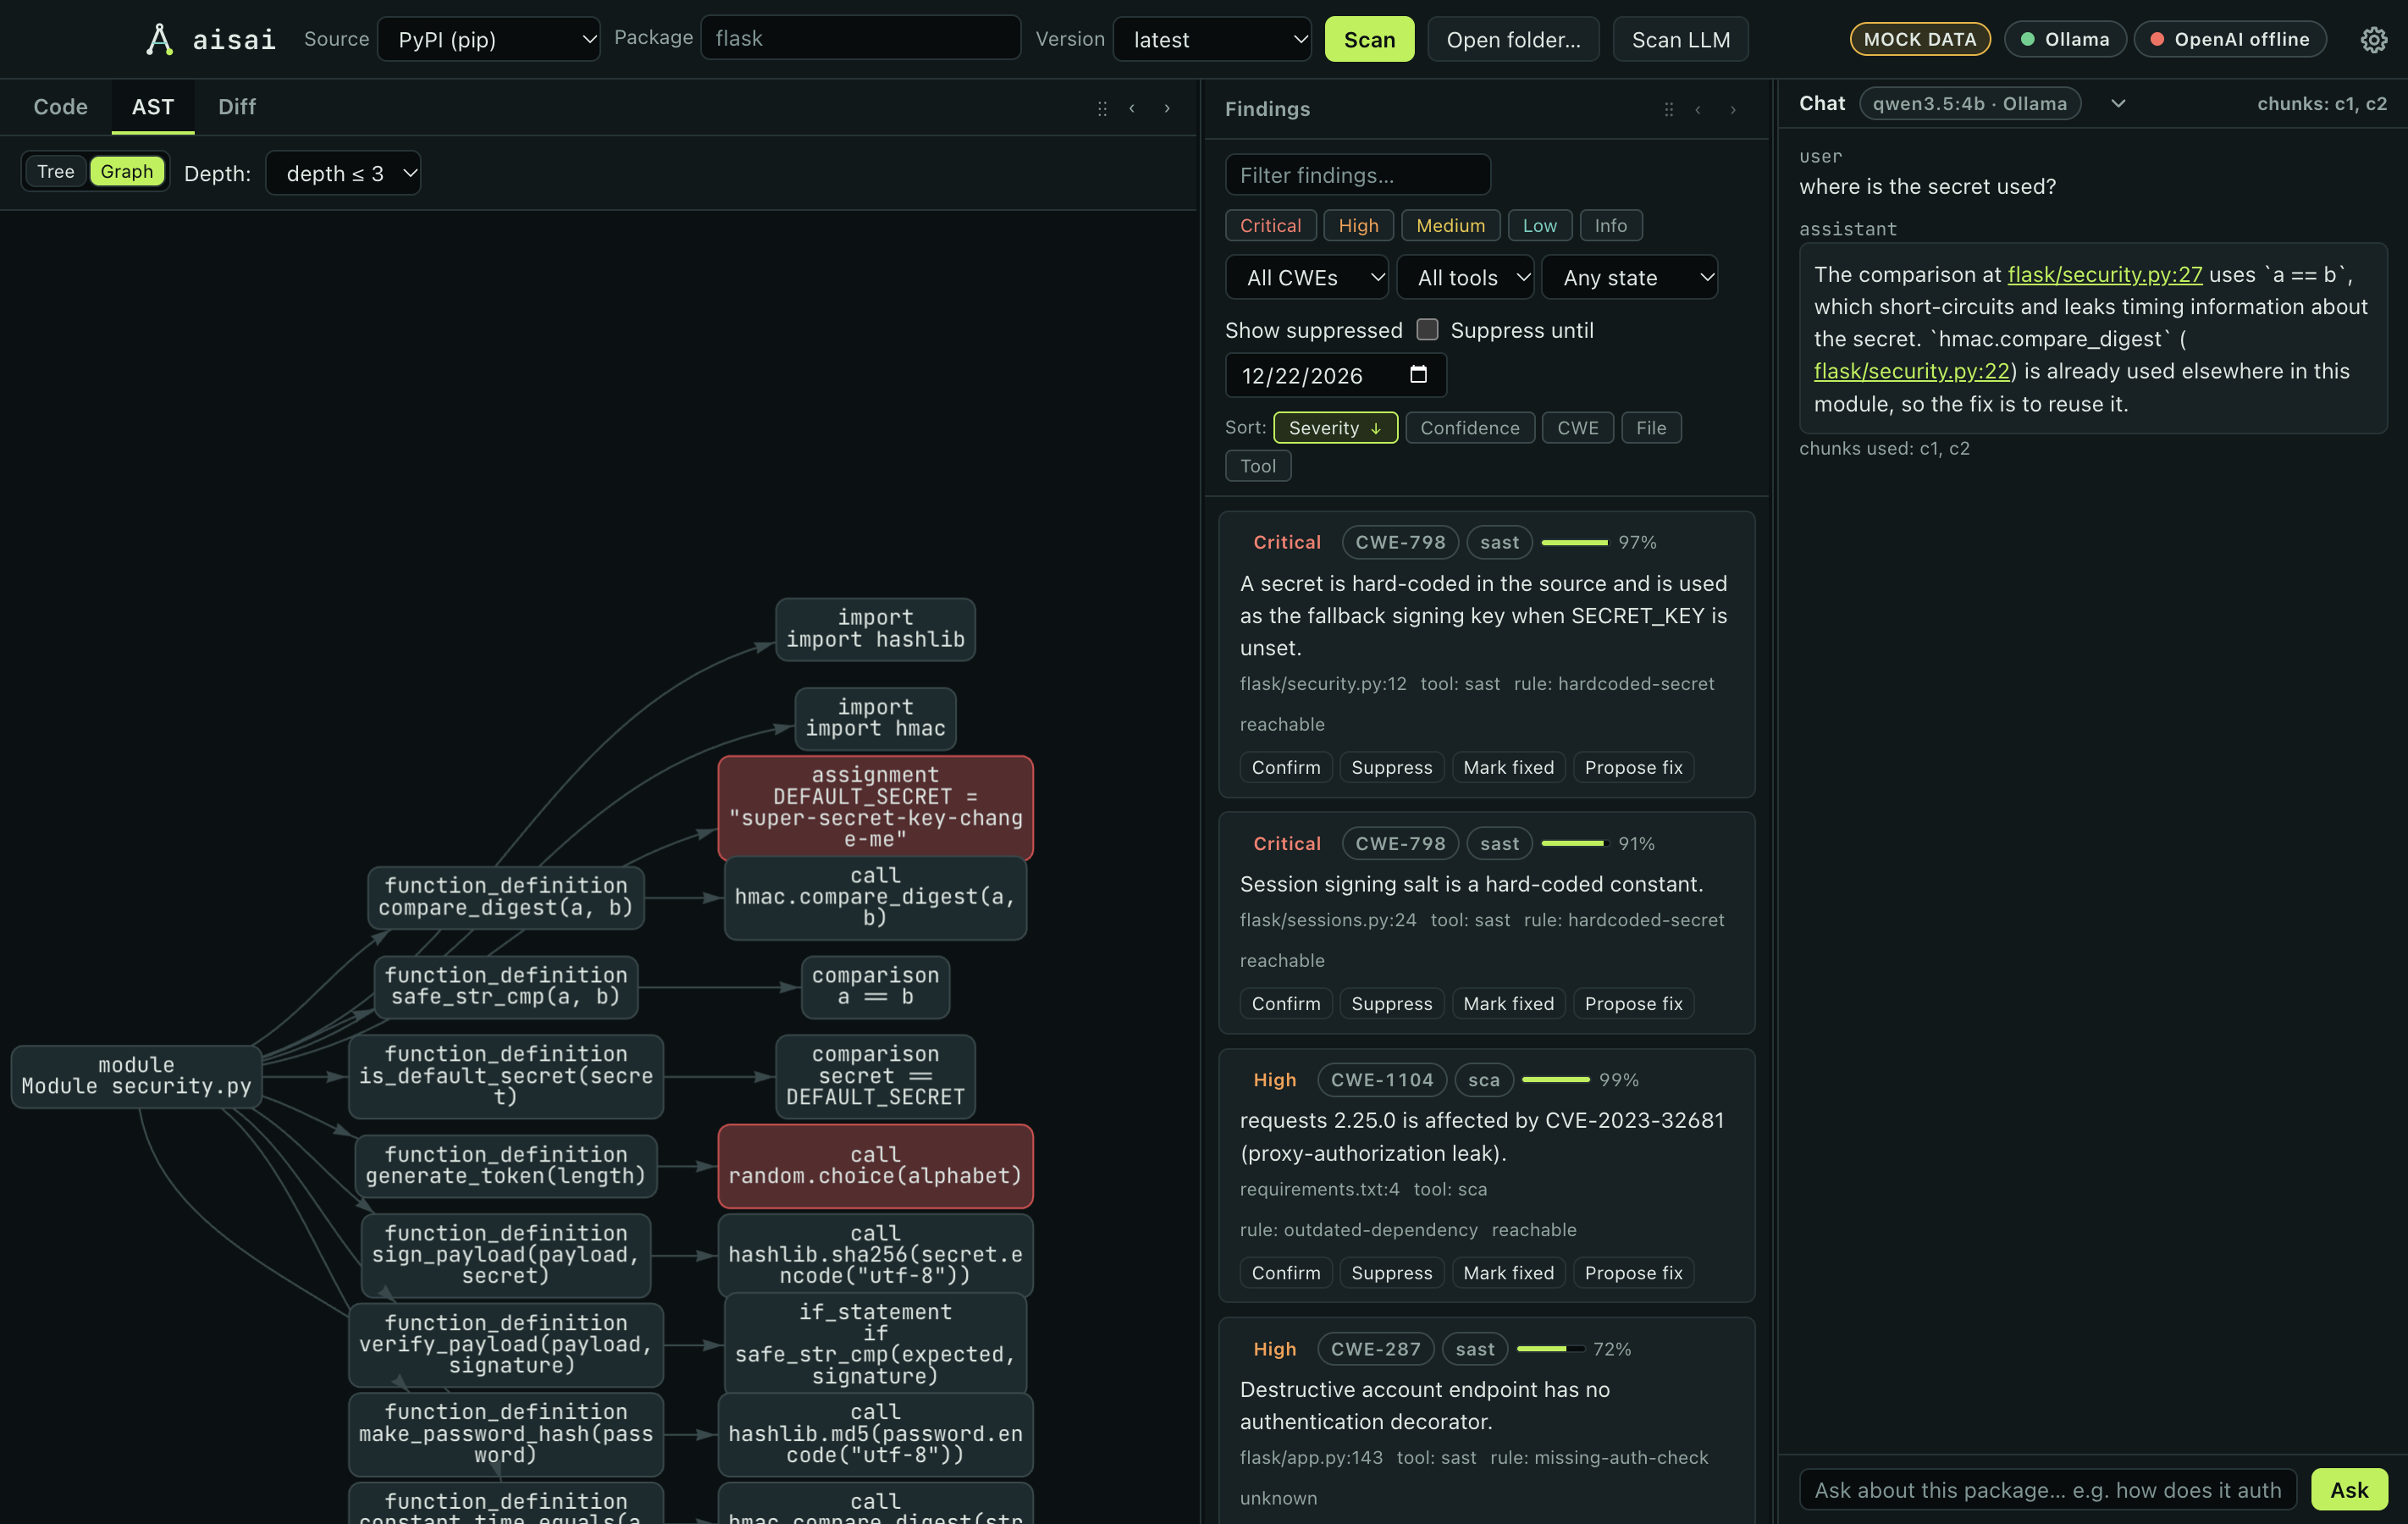 aisai
Source
PyPI (pip)
Package
flask
Version
latest
Scan
Open folder...
Scan LLM
MOCK DATA
Ollama
OpenAI offline
Code
AST
Diff
Tree
Graph
Depth:
depth ≤ 3
import
import hashlib
import
import hmac
assignment
DEFAULT_SECRET =
"super-secret-key-chang
e-me"
function_definition
compare_digest(a, b)
call
hmac.compare_digest(a,
b)
function_definition
safe_str_cmp(a, b)
comparison
a == b
module
Module security.py
function_definition
is_default_secret(secre
t)
comparison
secret ==
DEFAULT_SECRET
function_definition
generate_token(length)
call
random.choice(alphabet)
function_definition
sign_payload(payload,
secret)
call
hashlib.sha256(secret.e
ncode("utf-8"))
function_definition
verify_payload(payload,
signature)
if_statement
if
safe_str_cmp(expected,
signature)
function_definition
make_password_hash(pass
word)
call
hashlib.md5(password.en
code("utf-8"))
function_definition
constant_time_equals(a,
call
hmac.compare_digest(str
Findings
Filter findings...
Critical
High
Medium
Low
Info
All CWEs
All tools
Any state
Show suppressed
Suppress until
12/22/2026
Sort:
Severity ↓
Confidence
CWE
File
Tool
Critical
CWE-798
sast
97%
A secret is hard-coded in the source and is used
as the fallback signing key when SECRET_KEY is
unset.
flask/security.py:12 tool: sast rule: hardcoded-secret
reachable
Confirm
Suppress
Mark fixed
Propose fix
Critical
CWE-798
sast
91%
Session signing salt is a hard-coded constant.
flask/sessions.py:24 tool: sast rule: hardcoded-secret
reachable
Confirm
Suppress
Mark fixed
Propose fix
High
CWE-1104
sca
99%
requests 2.25.0 is affected by CVE-2023-32681
(proxy-authorization leak).
requirements.txt:4 tool: sca
rule: outdated-dependency reachable
Confirm
Suppress
Mark fixed
Propose fix
High
CWE-287
sast
72%
Destructive account endpoint has no
authentication decorator.
flask/app.py:143 tool: sast rule: missing-auth-check
unknown
Chat
qwen3.5:4b · Ollama
chunks: c1, c2
user
where is the secret used?
assistant
The comparison at flask/security.py:27 uses `a == b`,
which short-circuits and leaks timing information about
the secret. `hmac.compare_digest` (
flask/security.py:22) is already used elsewhere in this
module, so the fix is to reuse it.
chunks used: c1, c2
Ask about this package... e.g. how does it auth
Ask